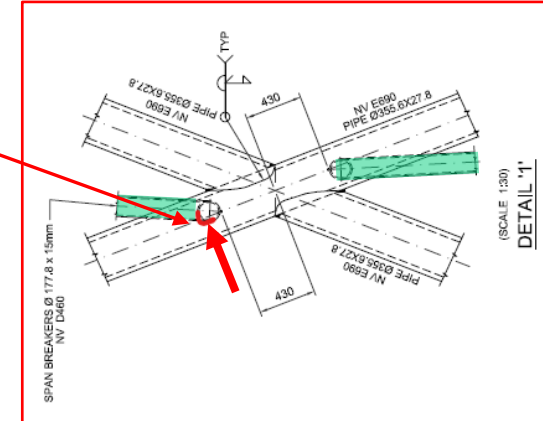 TYP
NV E690
PIPE Ø355.6X27.8
430
NV E690
PIPE Ø355.6X27.8
SPAN BREAKERS Ø 177.8 x 15mm
NV D460
430
NV E690
PIPE Ø355.6X27.8
(SCALE 1:30)
DETAIL '1'